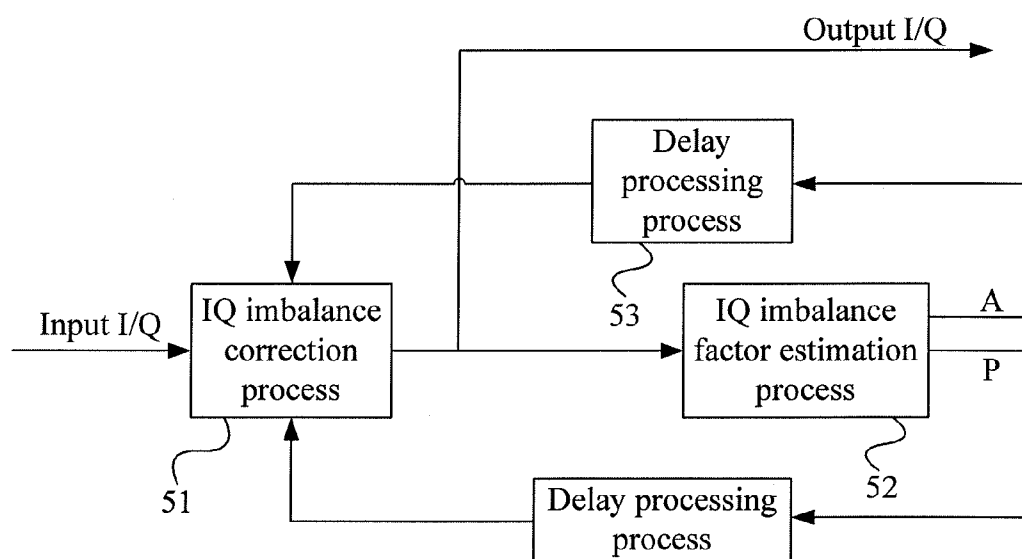 Output I/Q
Delay
processing
process
53
Input I/Q
IQ imbalance
correction
process
51
IQ imbalance
factor estimation
process
A
P
52
Delay processing
process